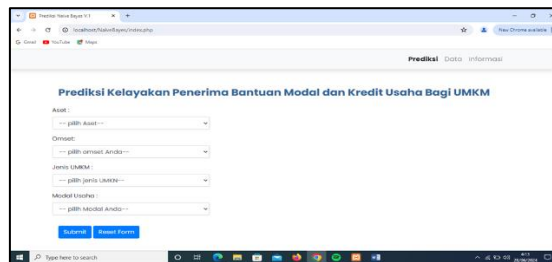 Prediksi Naive Bayes V.1
localhost/NaiveBayes/index.php
New Chrome available
Gmail YouTube Maps
Prediksi Data Informasi
Prediksi Kelayakan Penerima Bantuan Modal dan Kredit Usaha Bagi UMKM
Aset :
-- pilih Aset--
Omset:
-- pilih omset Anda--
Jenis UMKM :
-- pilih jenis UMKN--
Modal Usaha :
-- pilih Modal Anda--
Submit Reset Form
Type here to search